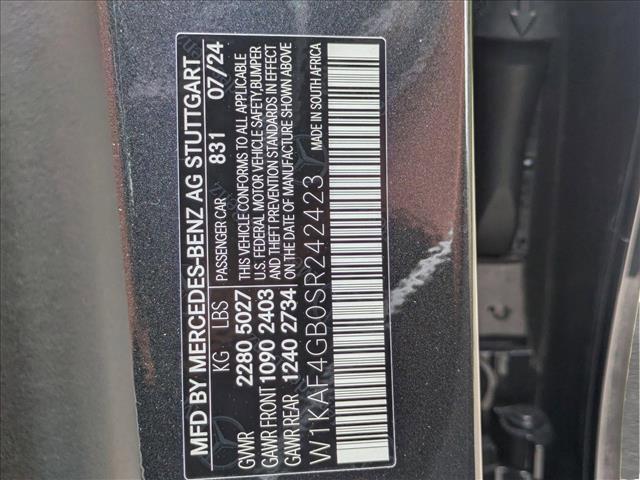 MFD BY MERCEDES-BENZ AG STUTTGART
KG LBS PASSENGER CAR 831 07/24
GVWR 2280 5027 THIS VEHICLE CONFORMS TO ALL APPLICABLE
U.S. FEDERAL MOTOR VEHICLE SAFETY, BUMPER
GAWR FRONT 1090 2403 AND THEFT PREVENTION STANDARDS IN EFFECT
GAWR REAR 1240 2734 ON THE DATE OF MANUFACTURE SHOWN ABOVE
W1KAF4GB0SR242423 MADE IN SOUTH AFRICA